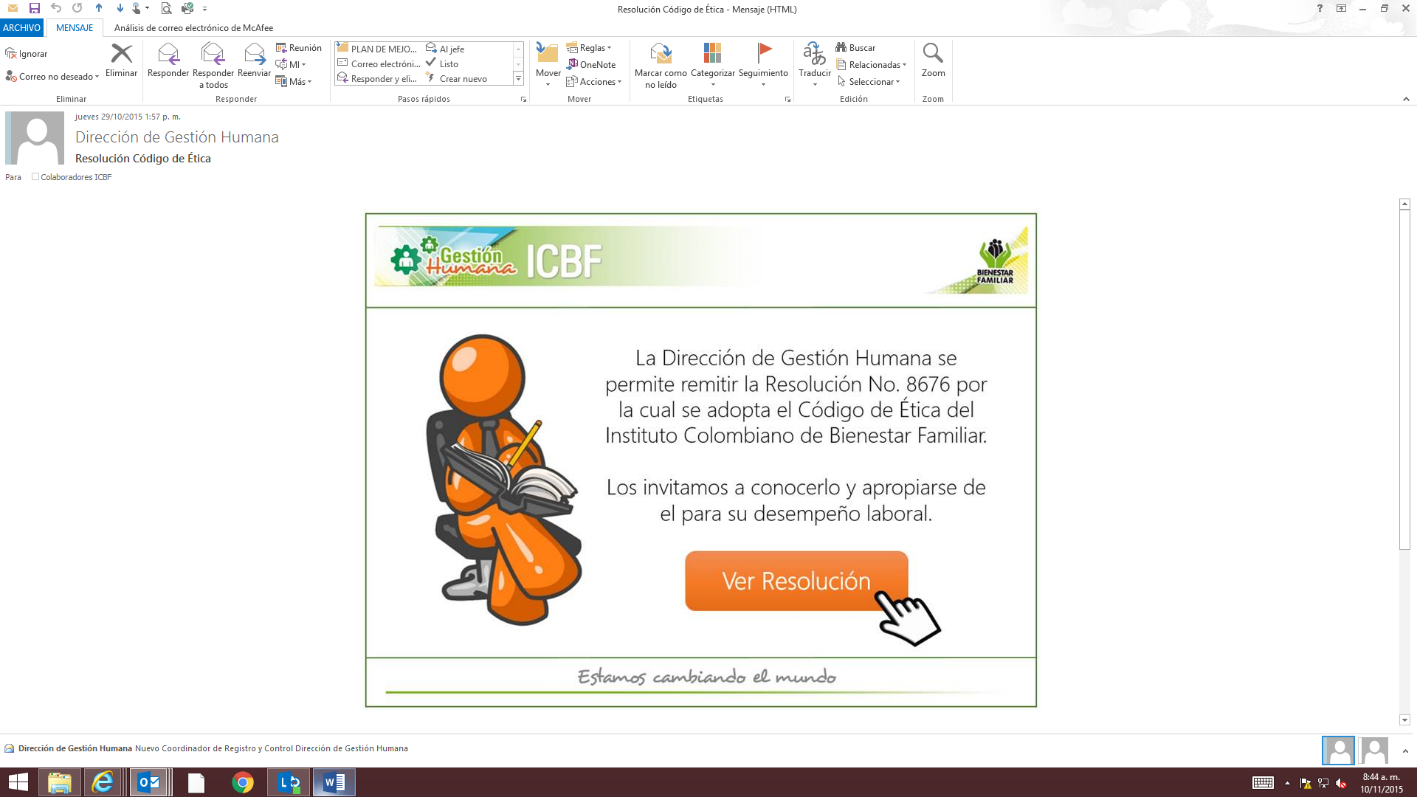 Resolución Código de Ética - Mensaje (HTML)
ARCHIVO MENSAJE Análisis de correo electrónico de McAfee
Ignorar
Correo no deseado
Eliminar
Eliminar
Responder
Responder a todos
Reenviar
Reunión
MI
Más
Responder
PLAN DE MEJO...
Correo electróni...
Responder y eli...
Al jefe
Listo
Crear nuevo
Pasos rápidos
Mover
Reglas
OneNote
Acciones
Mover
Marcar como no leído
Categorizar
Seguimiento
Etiquetas
Traducir
Buscar
Relacionadas
Seleccionar
Edición
Zoom
Zoom
jueves 29/10/2015 1:57 p. m.
Dirección de Gestión Humana
Resolución Código de Ética
Para Colaboradores ICBF
Gestión
Humana
ICBF
BIENESTAR
FAMILIAR
La Dirección de Gestión Humana se
permite remitir la Resolución No. 8676 por
la cual se adopta el Código de Ética del
Instituto Colombiano de Bienestar Familiar.
Los invitamos a conocerlo y apropiarse de
el para su desempeño laboral.
Ver Resolución
Estamos cambiando el mundo
Dirección de Gestión Humana Nuevo Coordinador de Registro y Control Dirección de Gestión Humana
8:44 a. m.
10/11/2015